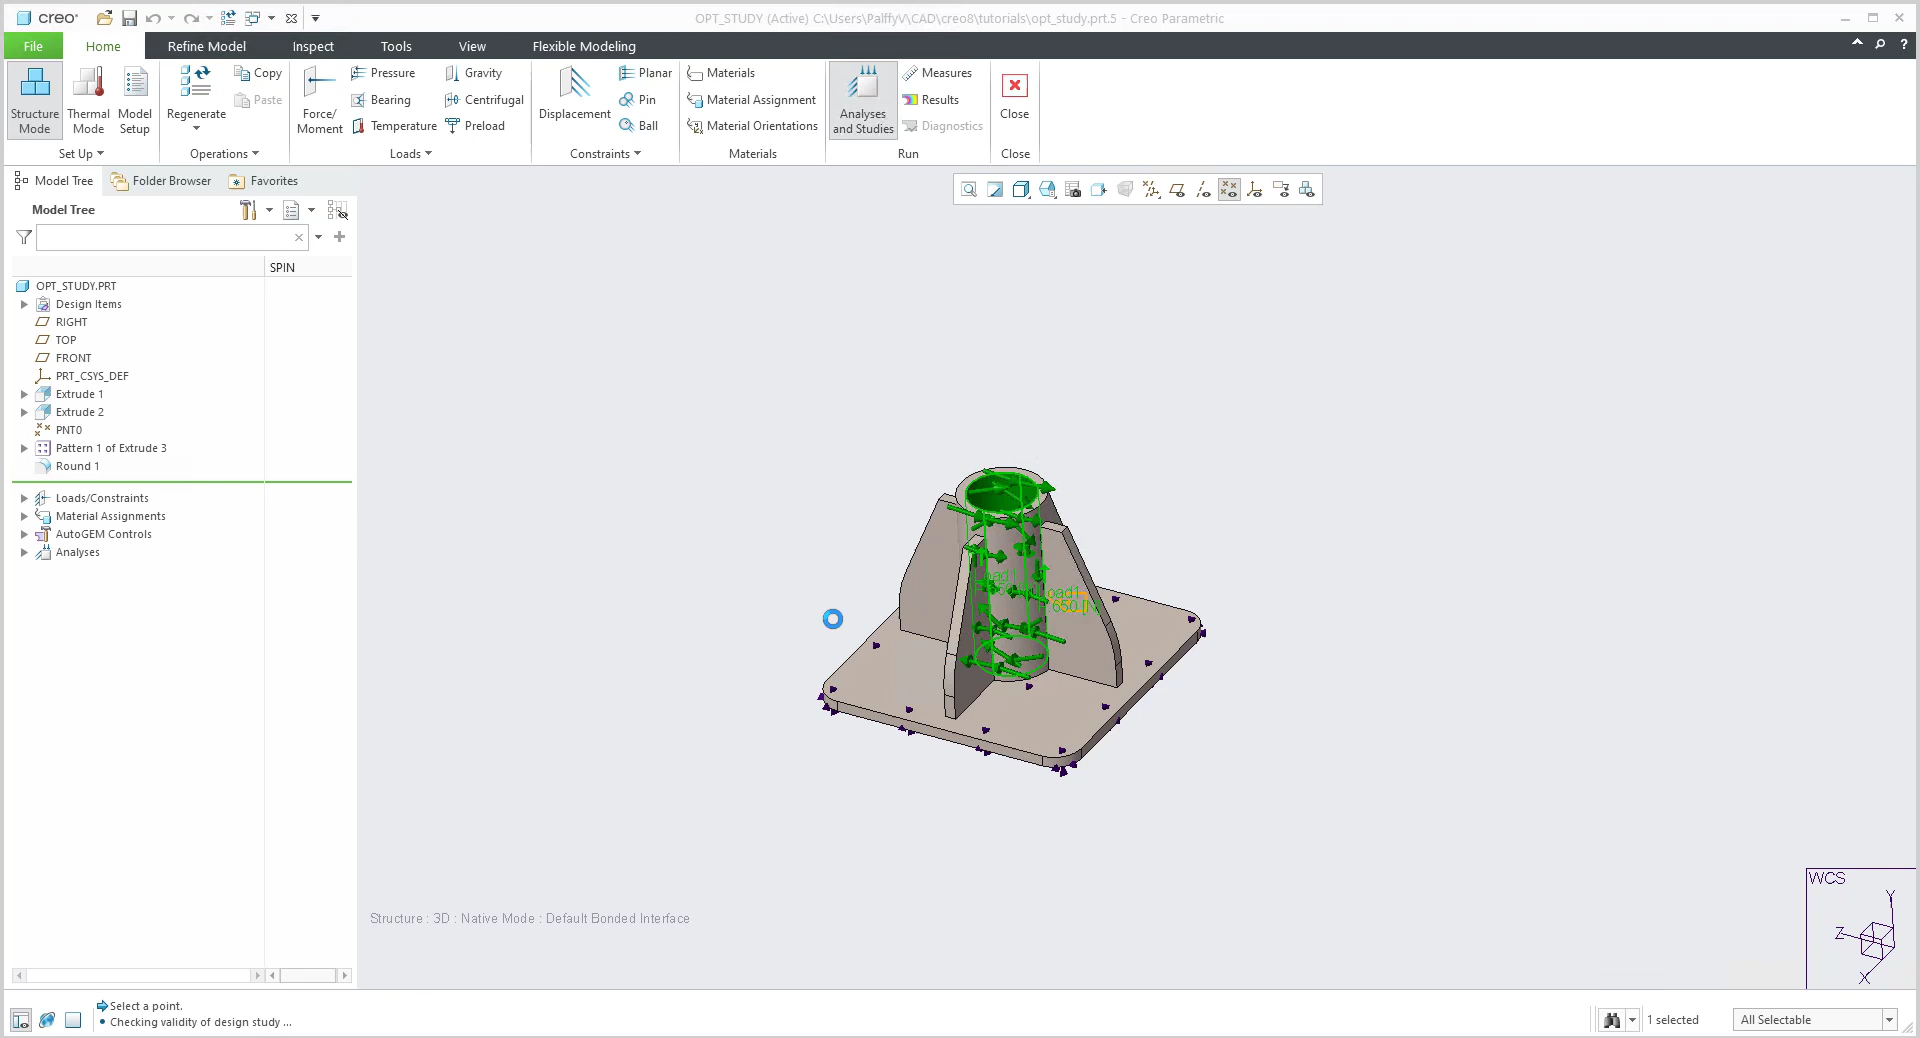 creo®
OPT_STUDY (Active) C:\Users\PalffyV\CAD\creo8\tutorials\opt_study.prt.5 - Creo Parametric
File Home Refine Model Inspect Tools View Flexible Modeling
Structure Mode
Thermal Mode
Model Setup
Set Up
Regenerate
Copy
Paste
Operations
Force/ Moment
Pressure
Bearing
Temperature
Gravity
Centrifugal
Preload
Loads
Displacement
Planar
Pin
Ball
Constraints
Materials
Material Assignment
Material Orientations
Materials
Analyses and Studies
Measures
Results
Diagnostics
Run
Close
Close
Model Tree Folder Browser Favorites
Model Tree
SPIN
OPT_STUDY.PRT
Design Items
RIGHT
TOP
FRONT
PRT_CSYS_DEF
Extrude 1
Extrude 2
PNT0
Pattern 1 of Extrude 3
Round 1
Loads/Constraints
Material Assignments
AutoGEM Controls
Analyses
Structure : 3D : Native Mode : Default Bonded Interface
WCS
Y
Z
X
Select a point.
Checking validity of design study ...
1 selected
All Selectable